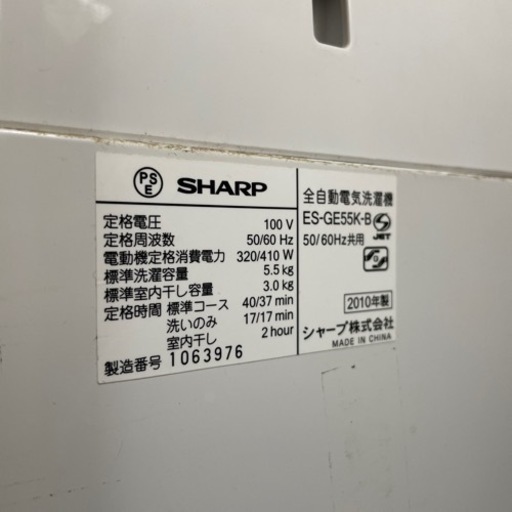 PS E SHARP
定格電圧 100 V
定格周波数 50/60 Hz
電動機定格消費電力 320/410 W
標準洗濯容量 5.5 kg
標準室内干し容量 3.0 kg
定格時間 標準コース 40/37 min
洗いのみ 17/17 min
室内干し 2 hour
製造番号 1063976
全自動電気洗濯機
ES-GE55K-B
S JET
50/60Hz共用
2010年製
シャープ株式会社
MADE IN CHINA